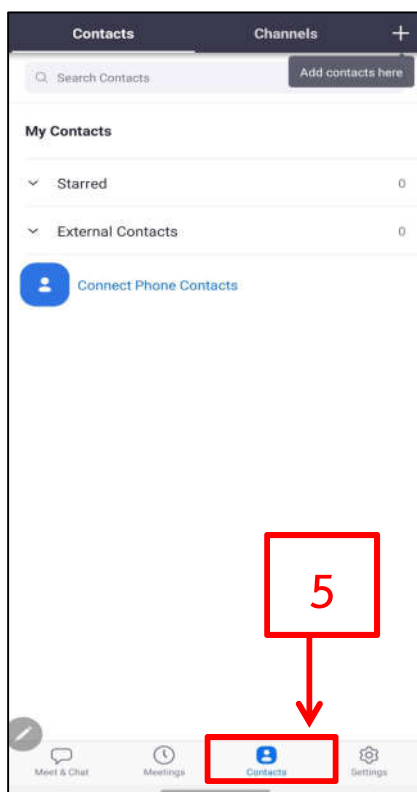 Contacts Channels +
Search Contacts
Add contacts here
My Contacts
Starred 0
External Contacts 0
Connect Phone Contacts
5
Meet & Chat Meetings Contacts Settings